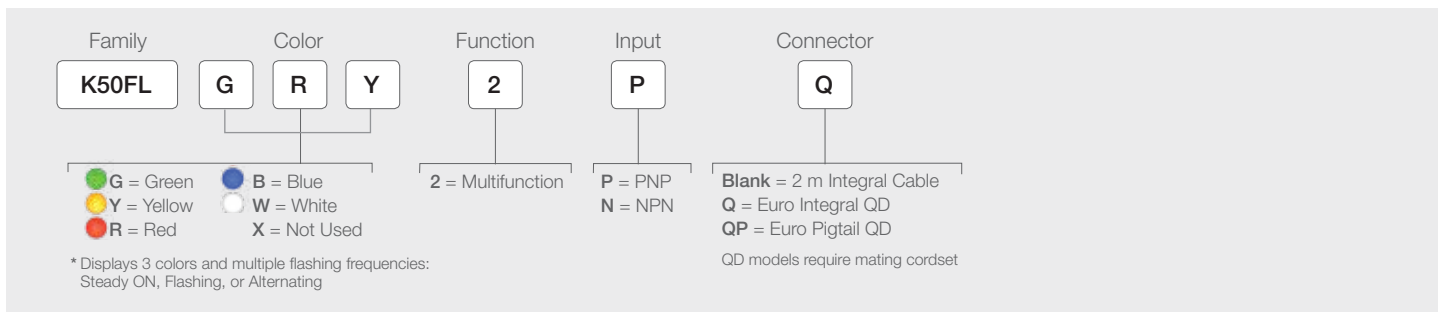 Family Color Function Input Connector
K50FL G R Y 2 P Q
G = Green B = Blue 2 = Multifunction P = PNP Blank = 2 m Integral Cable
Y = Yellow W = White N = NPN Q = Euro Integral QD
R = Red X = Not Used QP = Euro Pigtail QD
* Displays 3 colors and multiple flashing frequencies: QD models require mating cordset
Steady ON, Flashing, or Alternating